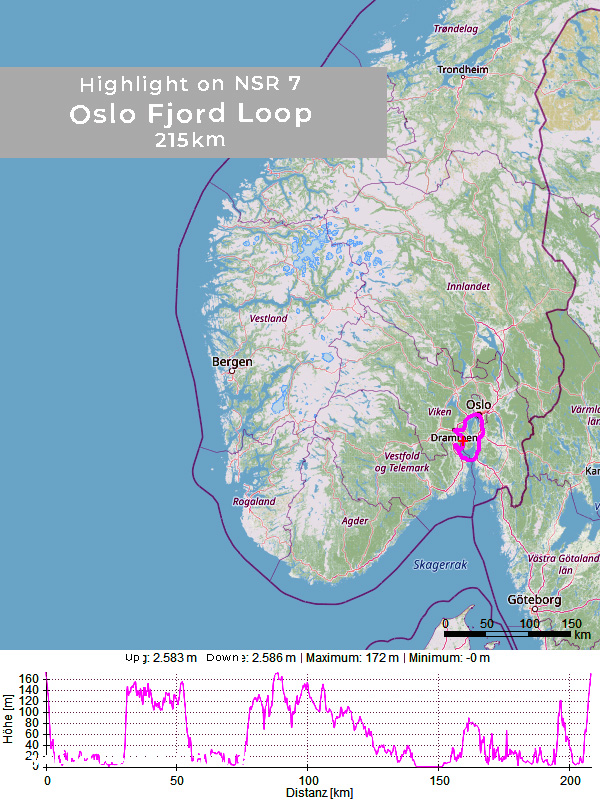 Trøndelag
Trondheim
Highlight on NSR 7
Oslo Fjord Loop
215km
Innlandet
Vestland
Bergen
Oslo
Viken
Värmla
län
Drammen
Vestfold
og Telemark
Kar
Rogaland
Agder
Västra Götaland
län
Skagerrak
Göteborg
0 50 100 150
km
Up : 2.583 m Down : 2.586 m | Maximum: 172 m | Minimum: -0 m
Höhe [m]
160
140
120
100
80
60
40
20
0 50 100 150 200
Distanz [km]